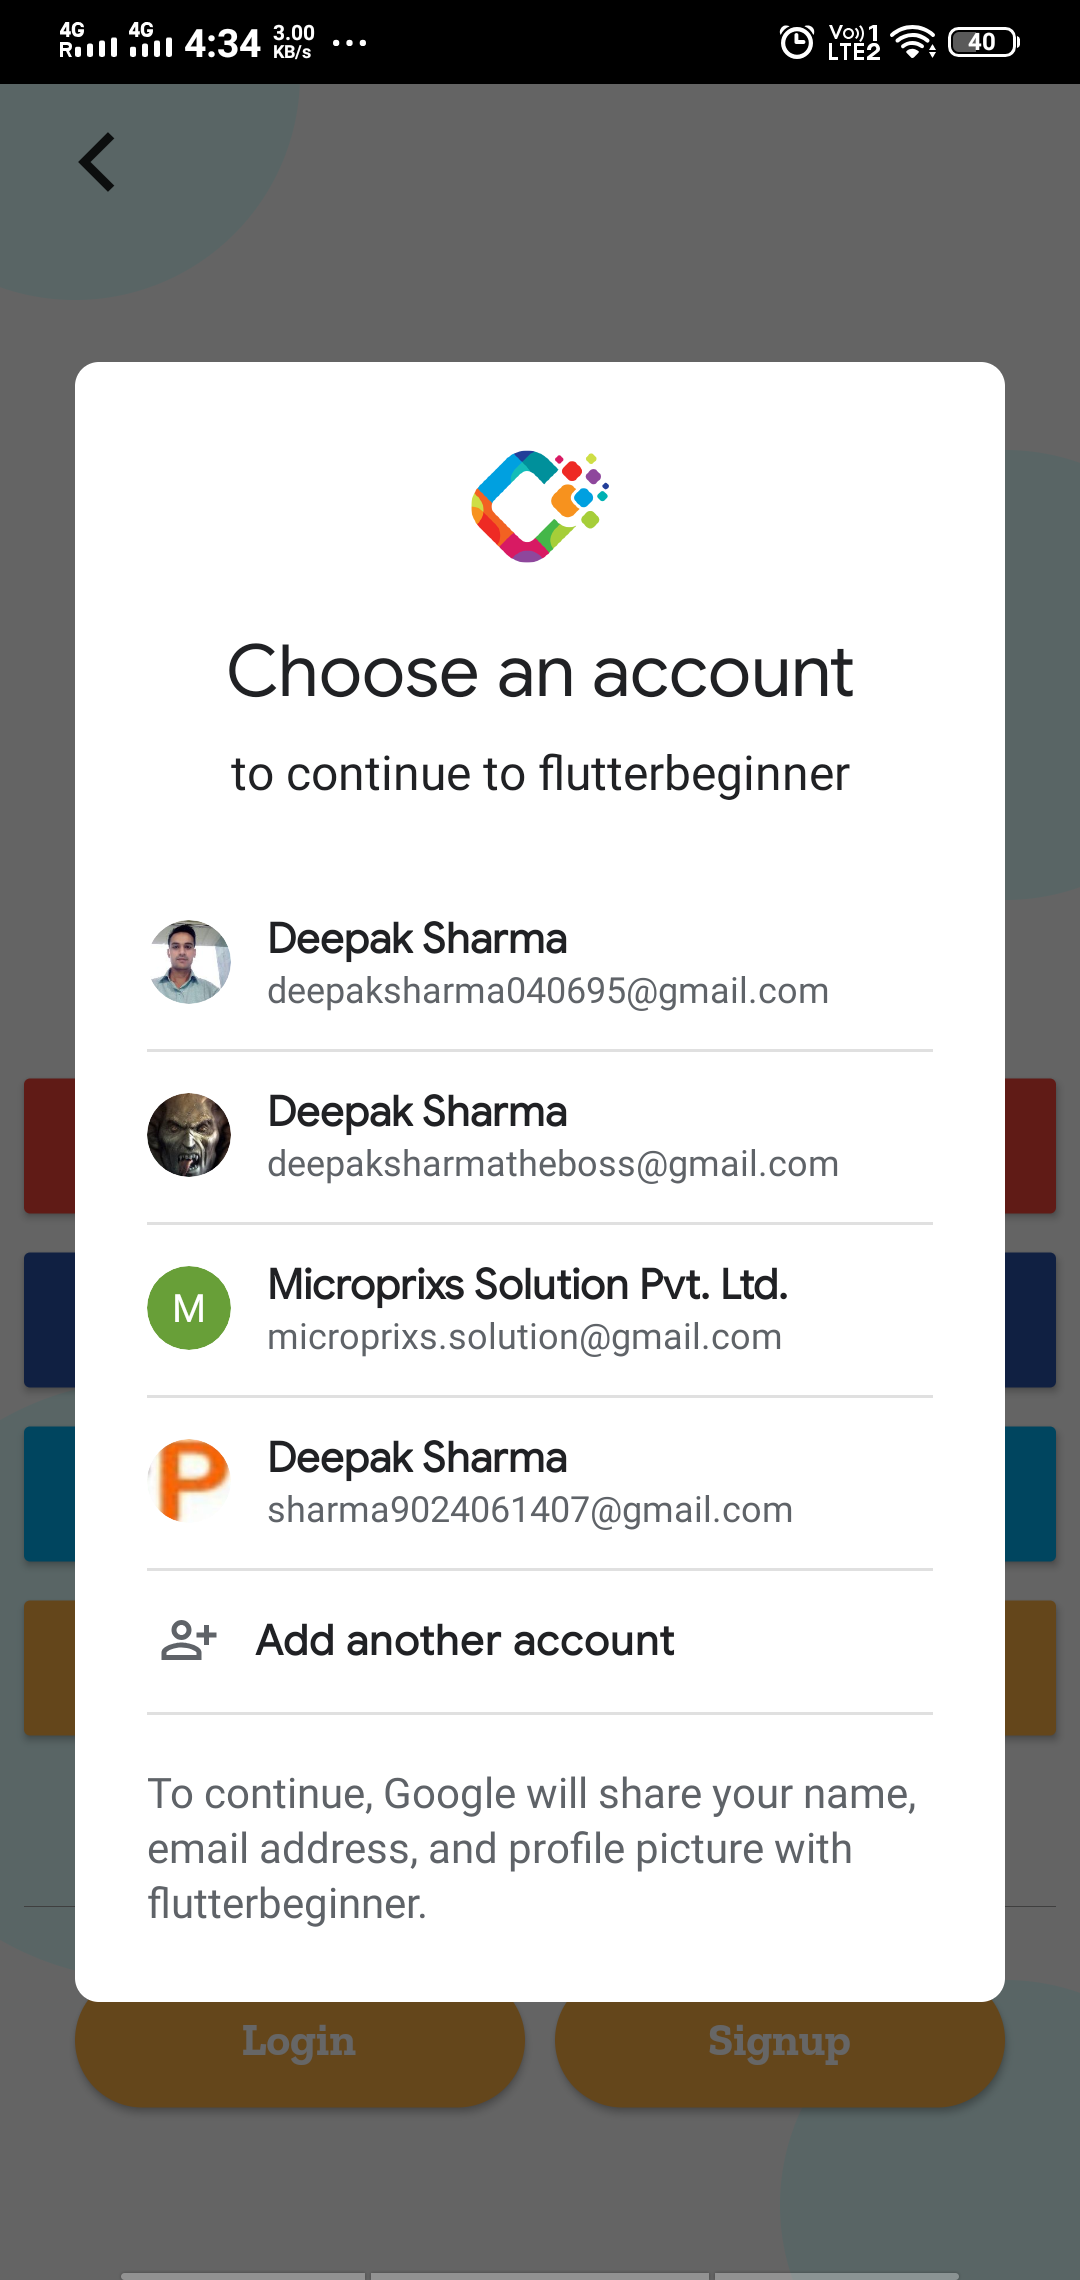 4G R 4G 4:34 3.00 KB/s ... Vo)) 1 LTE2 40
Choose an account
to continue to flutterbeginner
Deepak Sharma
deepaksharma040695@gmail.com
Deepak Sharma
deepaksharmatheboss@gmail.com
M
Microprixs Solution Pvt. Ltd.
microprixs.solution@gmail.com
P
Deepak Sharma
sharma9024061407@gmail.com
Add another account
To continue, Google will share your name,
email address, and profile picture with
flutterbeginner.
Login Signup